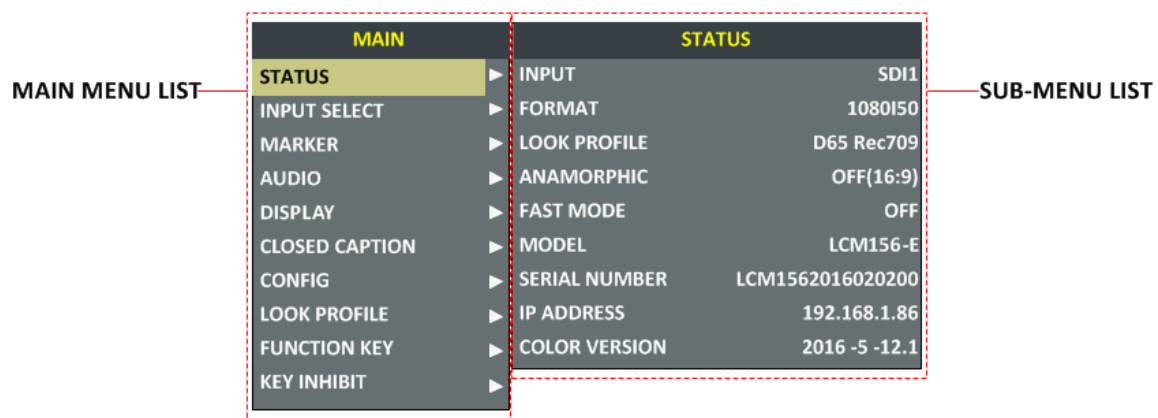 MAIN MENU LIST
MAIN
STATUS
INPUT SELECT
MARKER
AUDIO
DISPLAY
CLOSED CAPTION
CONFIG
LOOK PROFILE
FUNCTION KEY
KEY INHIBIT
STATUS
INPUT SDI1
FORMAT 1080I50
LOOK PROFILE D65 Rec709
ANAMORPHIC OFF(16:9)
FAST MODE OFF
MODEL LCM156-E
SERIAL NUMBER LCM1562016020200
IP ADDRESS 192.168.1.86
COLOR VERSION 2016 -5 -12.1
SUB-MENU LIST